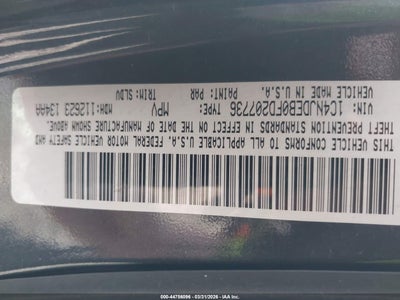 THIS VEHICLE CONFORMS TO ALL APPLICABLE FEDERAL MOTOR VEHICLE SAFETY AND
THEFT PREVENTION STANDARDS IN EFFECT ON THE DATE OF MANUFACTURE SHOWN ABOVE.
VIN: 1C4NJDEB0FD207736 TYPE: MPV MDH: 112623 134AA
VEHICLE MADE IN U.S.A. PAINT: PAR TRIM: SLDV
000-44758096 - 03/31/2026 - IAA Inc.